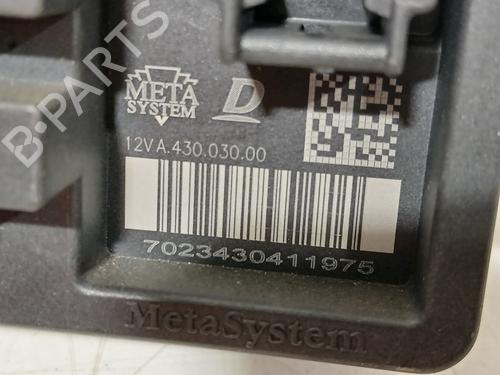 META
SYSTEM
D
12VA.430.030.00
7023430411975
MetaSystem
B-PARTS